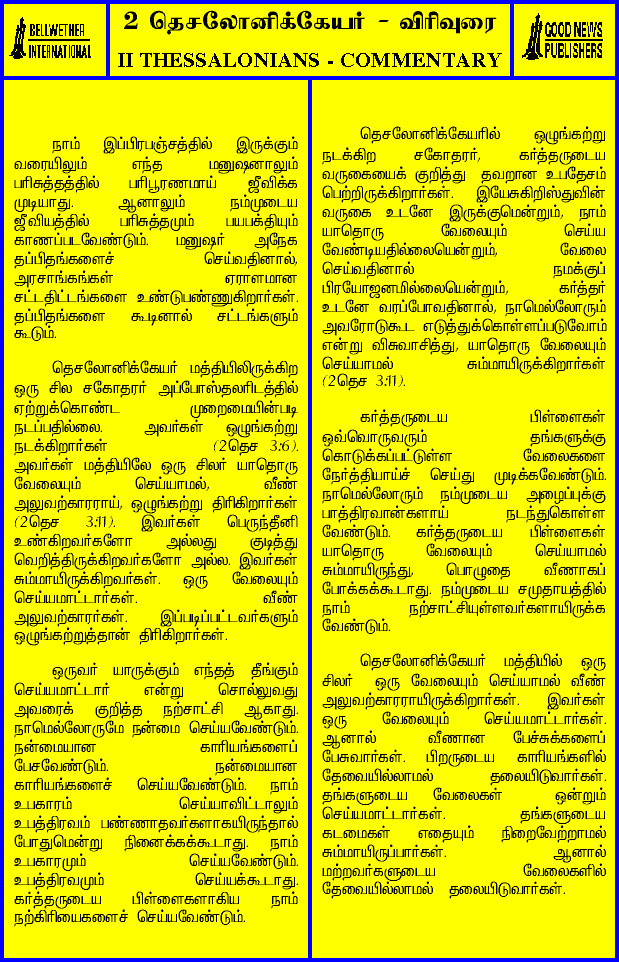 BELLWETHER
INTERNATIONAL
2 தெசலோனிக்கேயர் - விரிவுரை
II THESSALONIANS - COMMENTARY
GOOD NEWS
PUBLISHERS
நாம் இப்பிரபஞ்சத்தில் இருக்கும்
வரையிலும் எந்த மனுஷனாலும்
பரிசுத்தத்தில் பரிபூரணமாய் ஜீவிக்க
முடியாது. ஆனாலும் நம்முடைய
ஜீவியத்தில் பரிசுத்தமும் பயபக்தியும்
காணப்படவேண்டும். மனுஷர் அநேக
தப்பிதங்களைச் செய்வதினால்,
அரசாங்கங்கள் ஏராளமான
சட்டதிட்டங்களை உண்டுபண்ணுகிறார்கள்.
தப்பிதங்களை கூடினால் சட்டங்களும்
கூடும்.
தெசலோனிக்கேயர் மத்தியிலிருக்கிற
ஒரு சில சகோதரர் அப்போஸ்தலரிடத்தில்
ஏற்றுக்கொண்ட முறைமையின்படி
நடப்பதில்லை. அவர்கள் ஒழுங்கற்று
நடக்கிறார்கள் (2தெச 3:6).
அவர்கள் மத்தியிலே ஒரு சிலர் யாதொரு
வேலையும் செய்யாமல், வீண்
அலுவற்காரராய், ஒழுங்கற்று திரிகிறார்கள்
(2தெச 3:11). இவர்கள் பெருந்தீனி
உண்கிறவர்களோ அல்லது குடித்து
வெறித்திருக்கிறவர்களோ அல்ல. இவர்கள்
சும்மாயிருக்கிறவர்கள். ஒரு வேலையும்
செய்யமாட்டார்கள். வீண்
அலுவற்காரர்கள். இப்படிப்பட்டவர்களும்
ஒழுங்கற்றுத்தான் திரிகிறார்கள்.
ஒருவர் யாருக்கும் எந்தத் தீங்கும்
செய்யமாட்டார் என்று சொல்லுவது
அவரைக் குறித்த நற்சாட்சி ஆகாது.
நாமெல்லோருமே நன்மை செய்யவேண்டும்.
நன்மையான காரியங்களைப்
பேசவேண்டும். நன்மையான
காரியங்களைச் செய்யவேண்டும். நாம்
உபகாரம் செய்யாவிட்டாலும்
உபத்திரவம் பண்ணாதவர்களாகயிருந்தால்
போதுமென்று நினைக்கக்கூடாது. நாம்
உபகாரமும் செய்யவேண்டும்.
உபத்திரவமும் செய்யக்கூடாது.
கர்த்தருடைய பிள்ளைகளாகிய நாம்
நற்கிரியைகளைச் செய்யவேண்டும்.
தெசலோனிக்கேயரில் ஒழுங்கற்று
நடக்கிற சகோதரர், கர்த்தருடைய
வருகையைக் குறித்து தவறான உபதேசம்
பெற்றிருக்கிறார்கள். இயேசுகிறிஸ்துவின்
வருகை உடனே இருக்குமென்றும், நாம்
யாதொரு வேலையும் செய்ய
வேண்டியதில்லையென்றும், வேலை
செய்வதினால் நமக்குப்
பிரயோஜனமில்லையென்றும், கர்த்தர்
உடனே வரப்போவதினால், நாமெல்லோரும்
அவரோடுகூட எடுத்துக்கொள்ளப்படுவோம்
என்று விசுவாசித்து, யாதொரு வேலையும்
செய்யாமல் சும்மாயிருக்கிறார்கள்
(2தெச 3:11).
கர்த்தருடைய பிள்ளைகள்
ஒவ்வொருவரும் தங்களுக்கு
கொடுக்கப்பட்டுள்ள வேலைகளை
நேர்த்தியாய்ச் செய்து முடிக்கவேண்டும்.
நாமெல்லோரும் நம்முடைய அழைப்புக்கு
பாத்திரவான்களாய் நடந்துகொள்ள
வேண்டும். கர்த்தருடைய பிள்ளைகள்
யாதொரு வேலையும் செய்யாமல்
சும்மாயிருந்து, பொழுதை வீணாகப்
போக்கக்கூடாது. நம்முடைய சமுதாயத்தில்
நாம் நற்சாட்சியுள்ளவர்களாயிருக்க
வேண்டும்.
தெசலோனிக்கேயர் மத்தியில் ஒரு
சிலர் ஒரு வேலையும் செய்யாமல் வீண்
அலுவற்காரராயிருக்கிறார்கள். இவர்கள்
ஒரு வேலையும் செய்யமாட்டார்கள்.
ஆனால் வீணான பேச்சுக்களைப்
பேசுவார்கள். பிறருடைய காரியங்களில்
தேவையில்லாமல் தலையிடுவார்கள்.
தங்களுடைய வேலைகள் ஒன்றும்
செய்யமாட்டார்கள். தங்களுடைய
கடமைகள் எதையும் நிறைவேற்றாமல்
சும்மாயிருப்பார்கள். ஆனால்
மற்றவர்களுடைய வேலைகளில்
தேவையில்லாமல் தலையிடுவார்கள்.